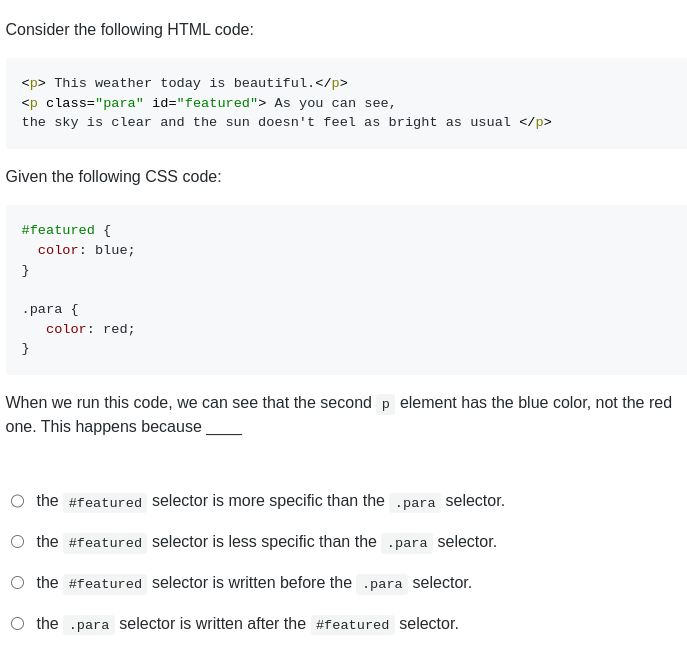 Consider the following HTML code:
<p> This weather today is beautiful.</p>
<p class="para" id="featured"> As you can see,
the sky is clear and the sun doesn't feel as bright as usual </p>
Given the following CSS code:
#featured {
  color: blue;
}
.para {
   color: red;
}
When we run this code, we can see that the second p element has the blue color, not the red
one. This happens because ____
the #featured selector is more specific than the .para selector.
the #featured selector is less specific than the .para selector.
the #featured selector is written before the .para selector.
the .para selector is written after the #featured selector.